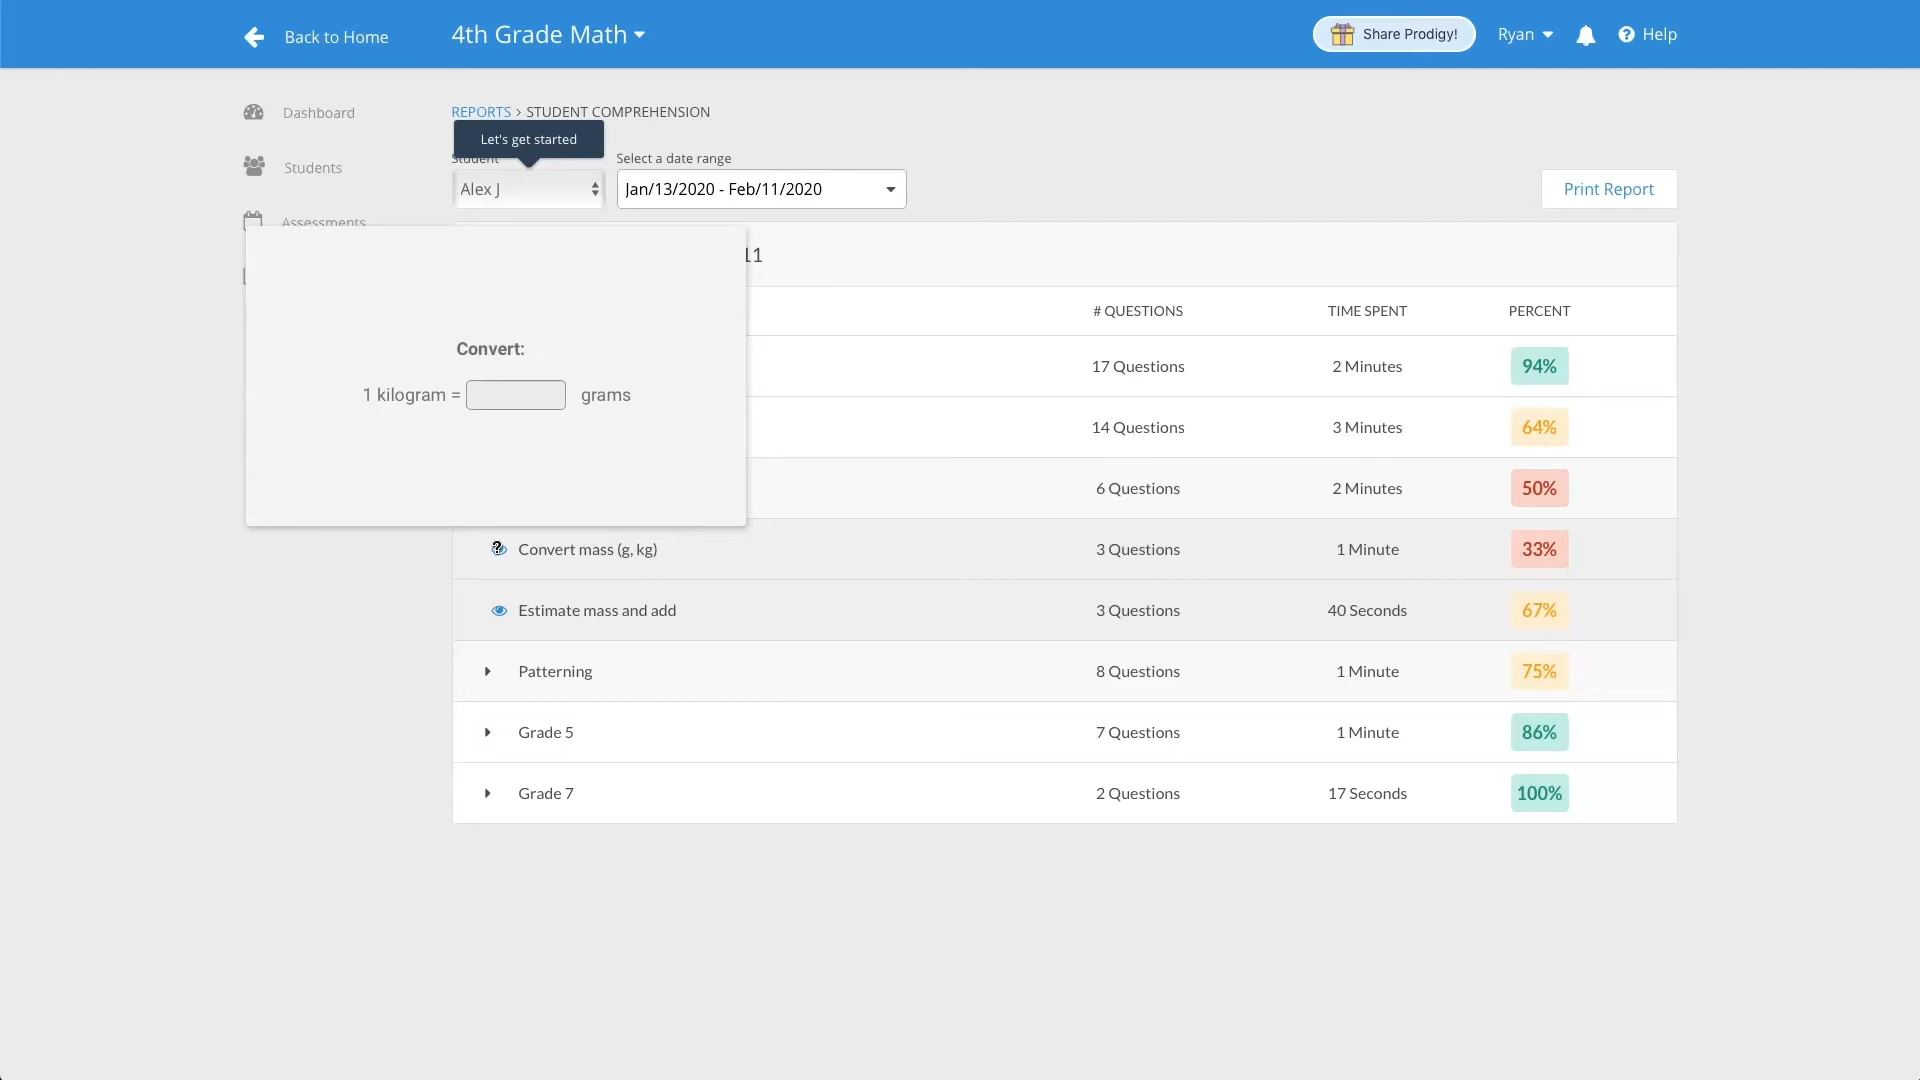 Back to Home
4th Grade Math
Share Prodigy!
Ryan
Help
Dashboard
Students
Assessments
REPORTS > STUDENT COMPREHENSION
Let's get started
Student
Select a date range
Alex J
Jan/13/2020 - Feb/11/2020
Print Report
11
# QUESTIONS TIME SPENT PERCENT
17 Questions 2 Minutes 94%
14 Questions 3 Minutes 64%
6 Questions 2 Minutes 50%
Convert:
1 kilogram = grams
Convert mass (g, kg) 3 Questions 1 Minute 33%
Estimate mass and add 3 Questions 40 Seconds 67%
Patterning 8 Questions 1 Minute 75%
Grade 5 7 Questions 1 Minute 86%
Grade 7 2 Questions 17 Seconds 100%